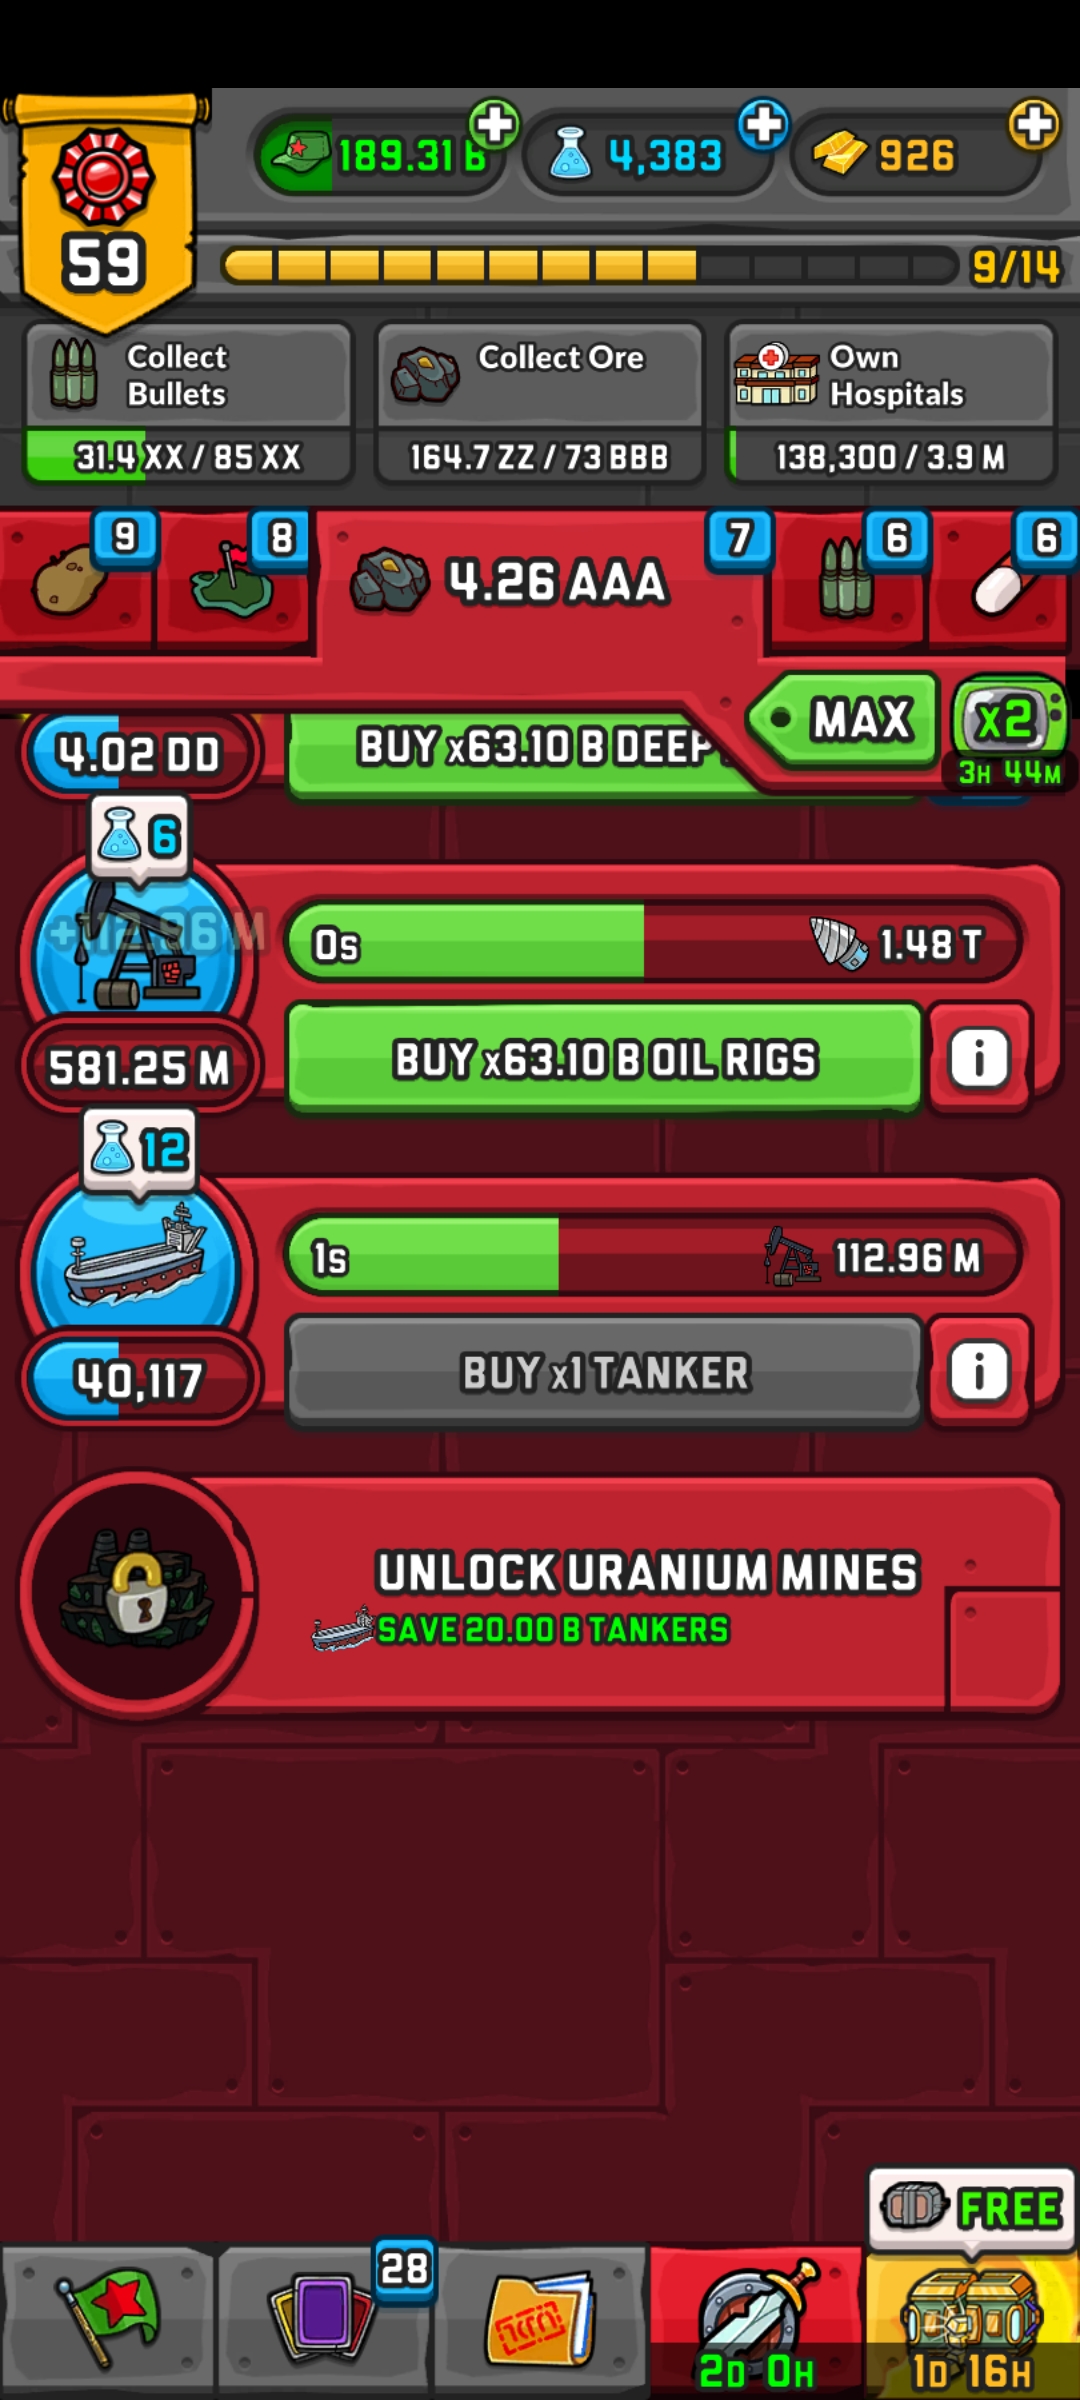 59
189.31 B
4,383
926
9/14
Collect
Bullets
31.4 XX / 85 XX
Collect Ore
164.7 ZZ / 73 BBB
Own
Hospitals
138,300 / 3.9 M
9
8
4.26 AAA
7
6
6
MAX
x2
3H 44M
4.02 DD
BUY x63.10 B DEEP
6
+112.96 M
0s
1.48 T
581.25 M
BUY x63.10 B OIL RIGS
i
12
1s
112.96 M
40,117
BUY x1 TANKER
i
UNLOCK URANIUM MINES
SAVE 20.00 B TANKERS
FREE
28
2D 0H
1D 16H